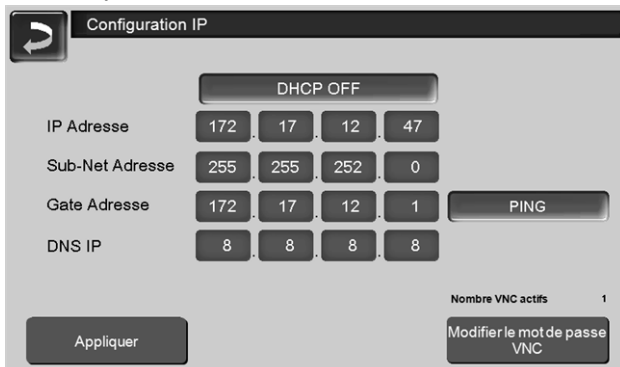 Configuration IP
DHCP OFF
IP Adresse 172 . 17 . 12 . 47
Sub-Net Adresse 255 . 255 . 252 . 0
Gate Adresse 172 . 17 . 12 . 1 PING
DNS IP 8 . 8 . 8 . 8
Nombre VNC actifs 1
Appliquer
Modifier le mot de passe
VNC